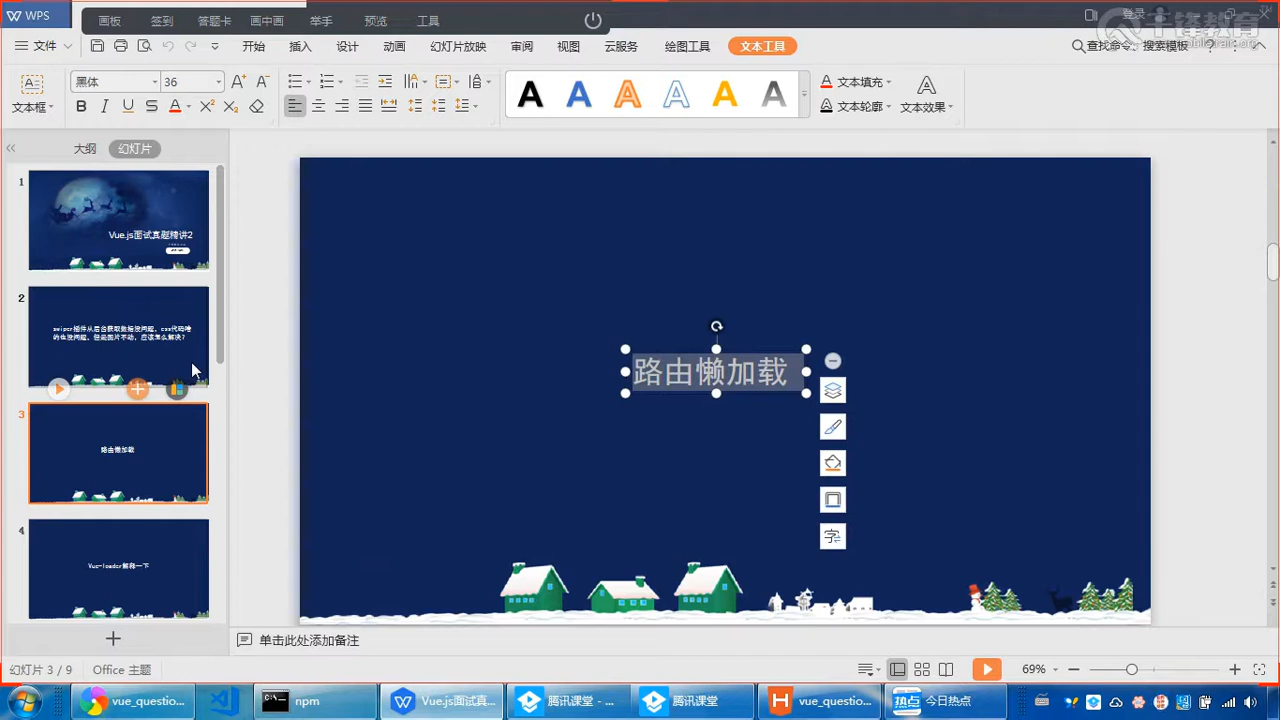 WPS
画板 签到 答题卡 画中画 举手 预览 工具
登录
千锋教育
文件 开始 插入 设计 动画 幻灯片放映 审阅 视图 云服务 绘图工具 文本工具 查找命令、搜索模板
黑体 36
文本框 B I U S A X² X₂
A A A A A A
文本填充
文本轮廓
文本效果
大纲 幻灯片
1
Vue.js面试真题精讲2
2
swiper插件从后台获取数据没问题，css代码啥
的也没问题，但是图片不动，应该怎么解决？
3
路由懒加载
4
Vue-loader解释一下
路由懒加载
字
单击此处添加备注
幻灯片 3 / 9 Office 主题 69%
vue_questio... npm Vue.js面试真... 腾讯课堂 - ... 腾讯课堂 vue_questio... 热点 今日热点